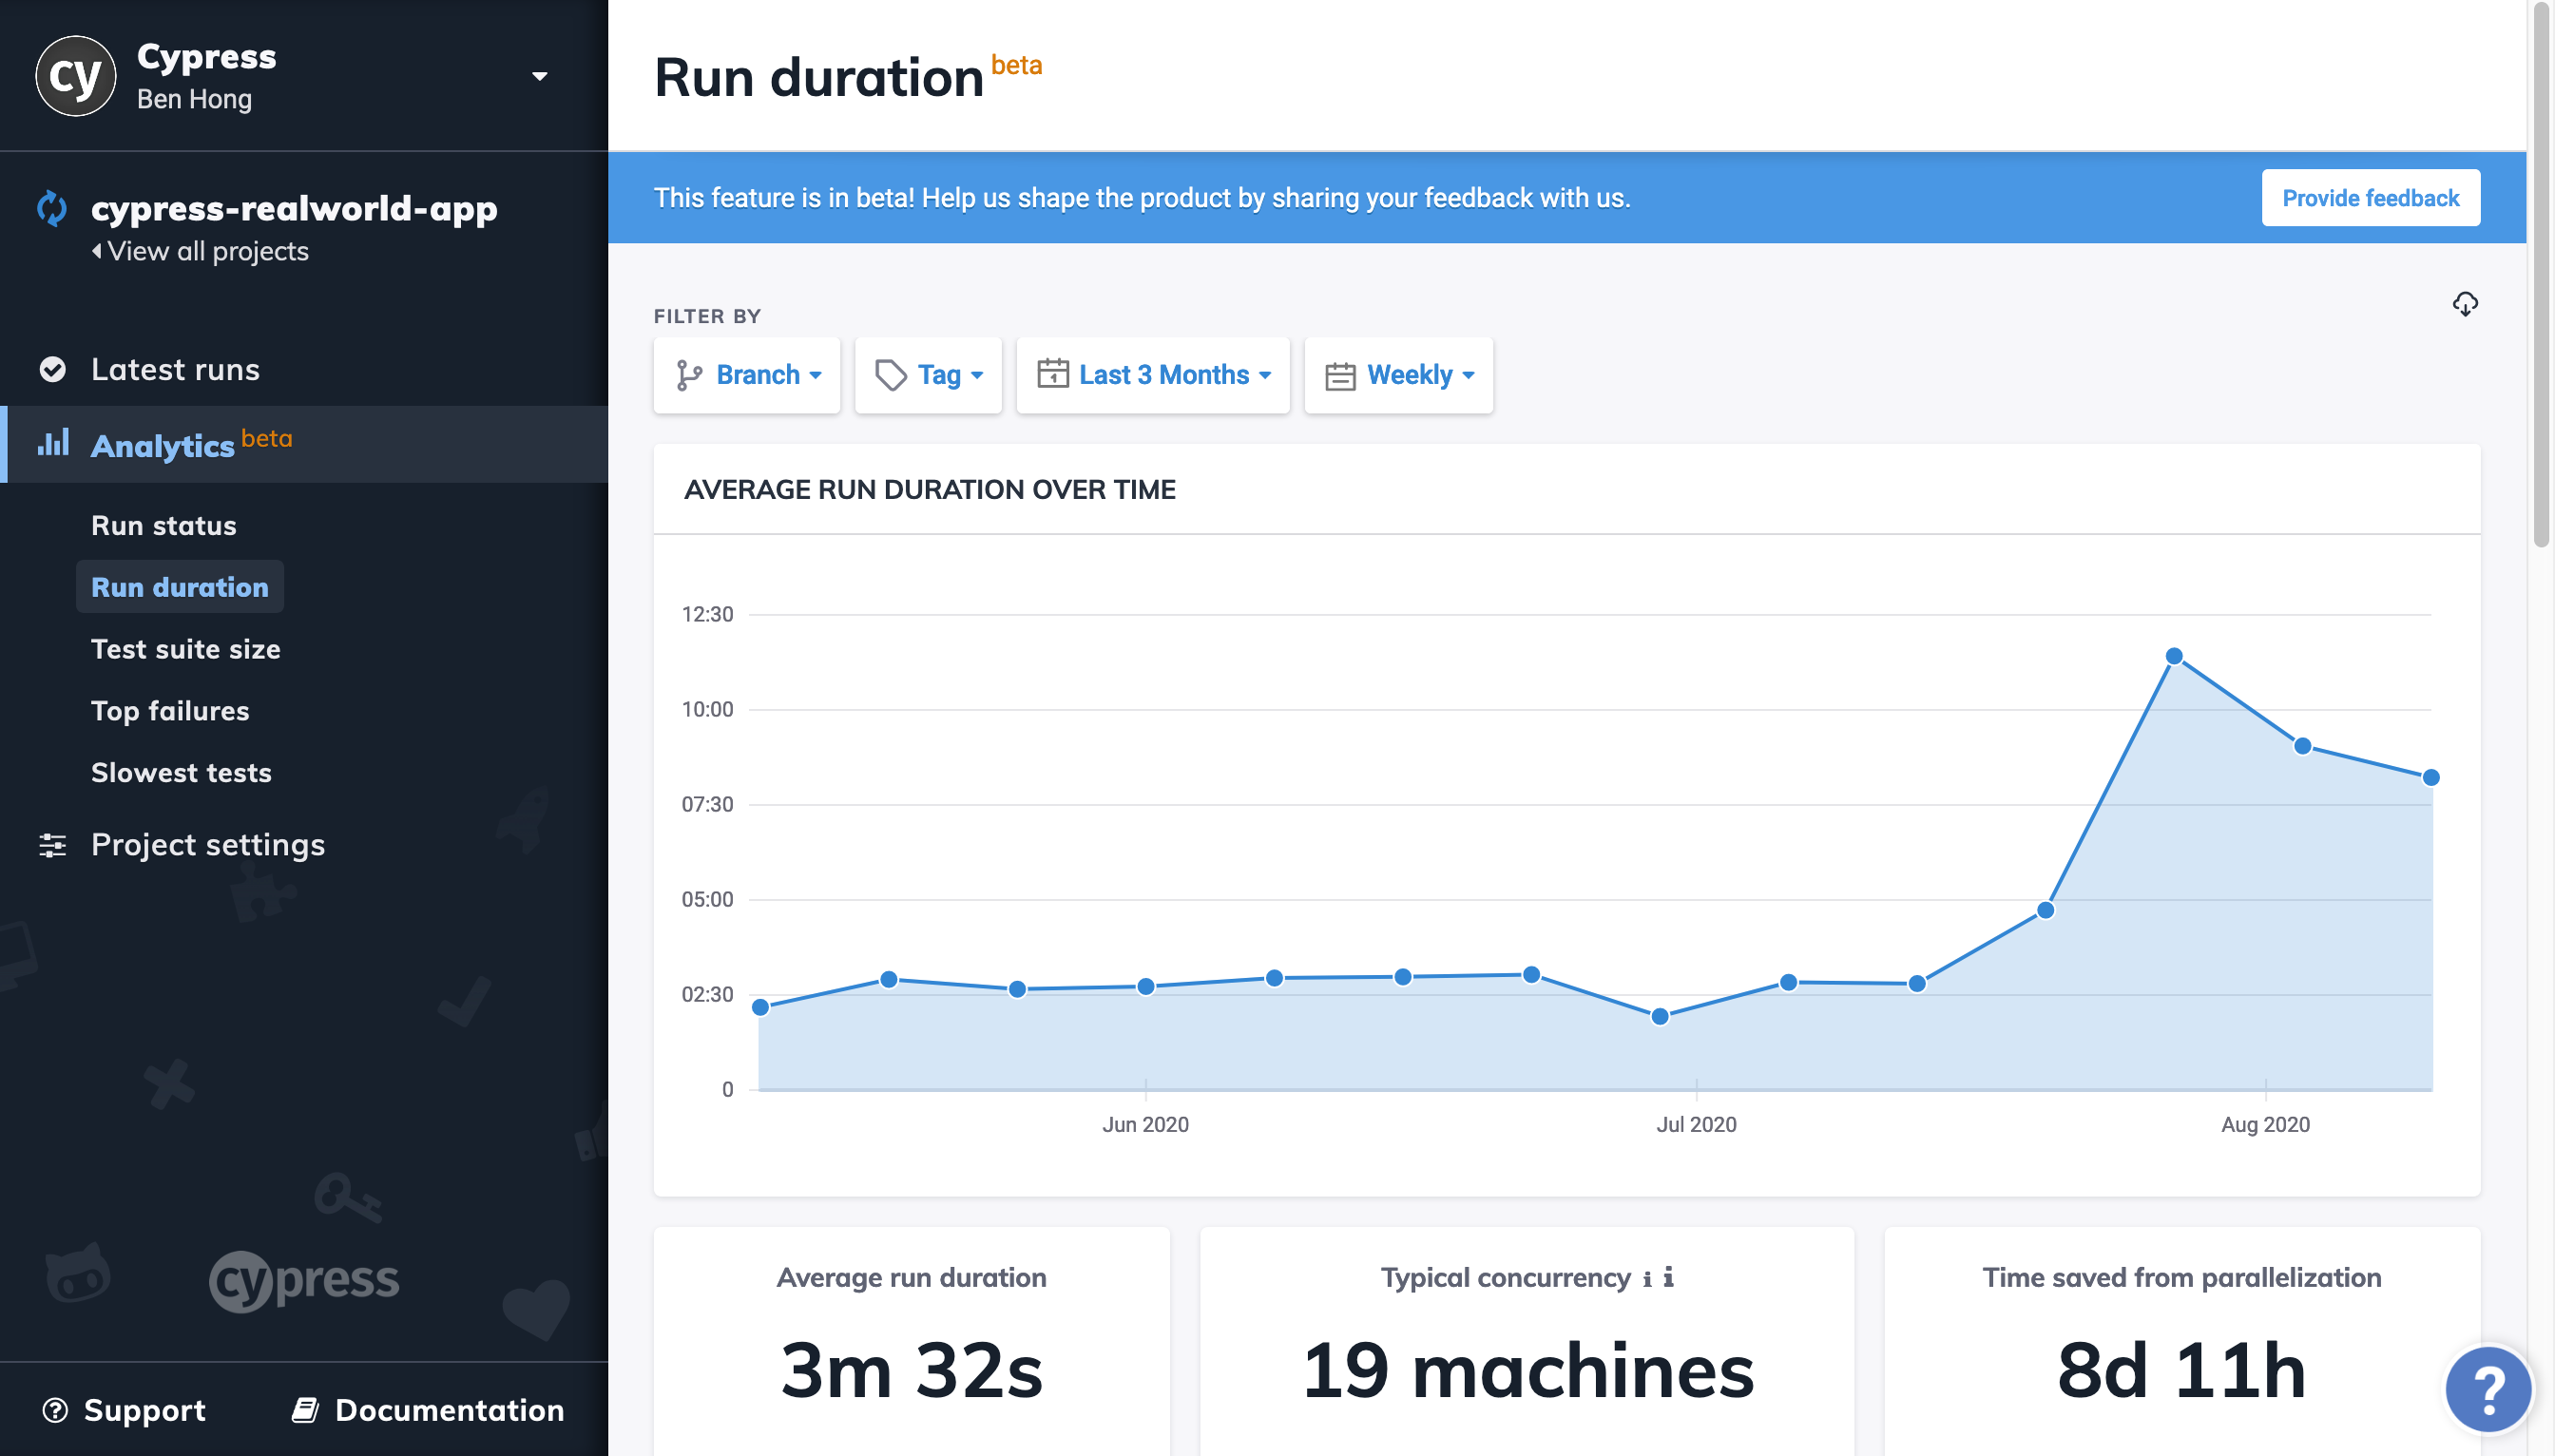 cy
Cypress
Ben Hong
cypress-realworld-app
View all projects
Latest runs
Analytics beta
Run status
Run duration
Test suite size
Top failures
Slowest tests
Project settings
cypress
Support
Documentation
Run duration beta
This feature is in beta! Help us shape the product by sharing your feedback with us.
Provide feedback
FILTER BY
Branch
Tag
1
Last 3 Months
Weekly
AVERAGE RUN DURATION OVER TIME
12:30
10:00
07:30
05:00
02:30
0
Jun 2020
Jul 2020
Aug 2020
Average run duration
3m 32s
Typical concurrency i i
19 machines
Time saved from parallelization
8d 11h
?